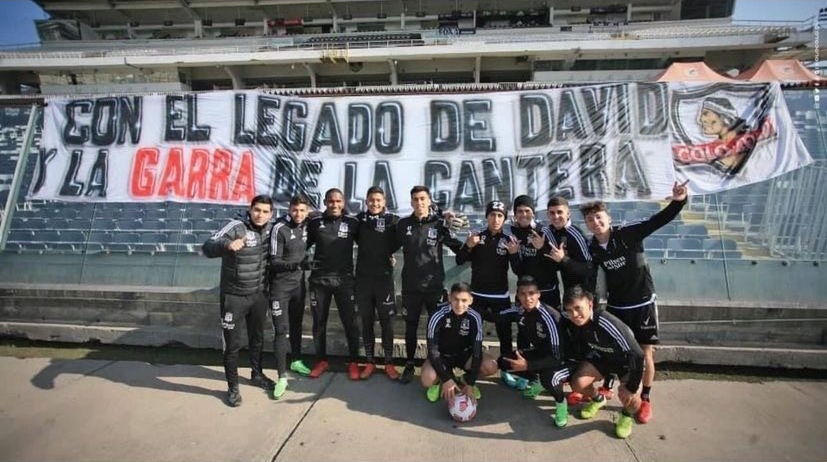 CON EL LEGADO DE DAVID
Y LA GARRA DE LA CANTERA
COLO-COLO